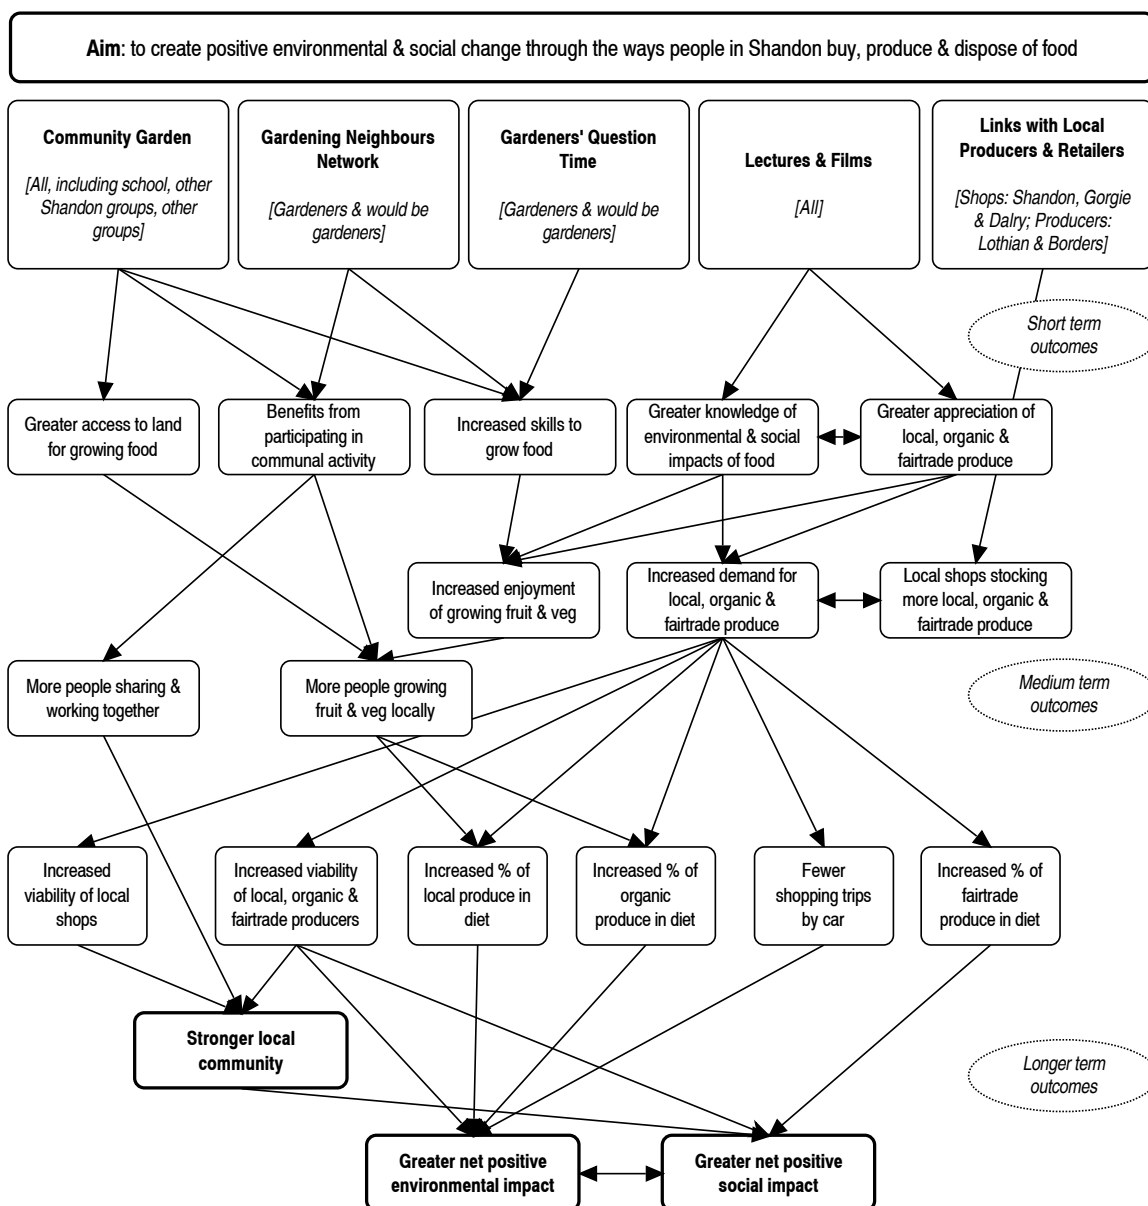 Aim: to create positive environmental & social change through the ways people in Shandon buy, produce & dispose of food
Community Garden
[All, including school, other
Shandon groups, other
groups]
Gardening Neighbours
Network
[Gardeners & would be
gardeners]
Gardeners' Question
Time
[Gardeners & would be
gardeners]
Lectures & Films
[All]
Links with Local
Producers & Retailers
[Shops: Shandon, Gorgie
& Dalry; Producers:
Lothian & Borders]
Short term
outcomes
Greater access to land
for growing food
Benefits from
participating in
communal activity
Increased skills to
grow food
Greater knowledge of
environmental & social
impacts of food
Greater appreciation of
local, organic &
fairtrade produce
Increased enjoyment
of growing fruit & veg
Increased demand for
local, organic &
fairtrade produce
Local shops stocking
more local, organic &
fairtrade produce
More people sharing &
working together
More people growing
fruit & veg locally
Medium term
outcomes
Increased
viability of local
shops
Increased viability
of local, organic &
fairtrade producers
Increased % of
local produce in
diet
Increased % of
organic
produce in diet
Fewer
shopping trips
by car
Increased % of
fairtrade
produce in diet
Stronger local
community
Longer term
outcomes
Greater net positive
environmental impact
Greater net positive
social impact